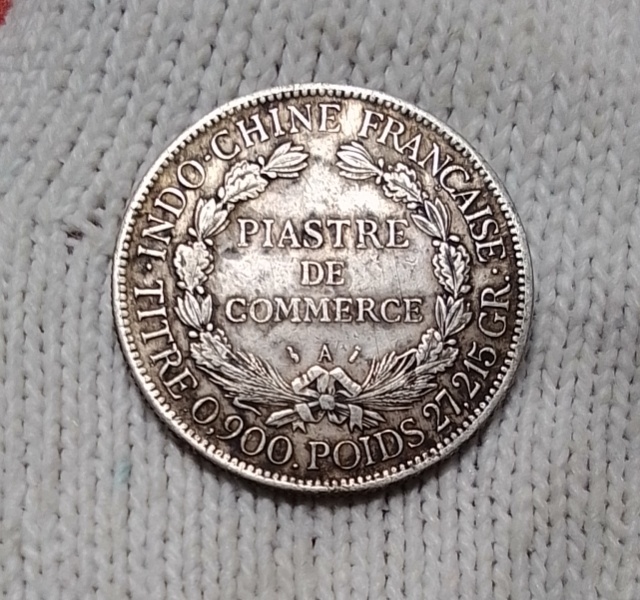 INDO-CHINE FRANÇAISE
PIASTRE
DE
COMMERCE
A
· TITRE 0,900. POIDS 27,215 GR ·